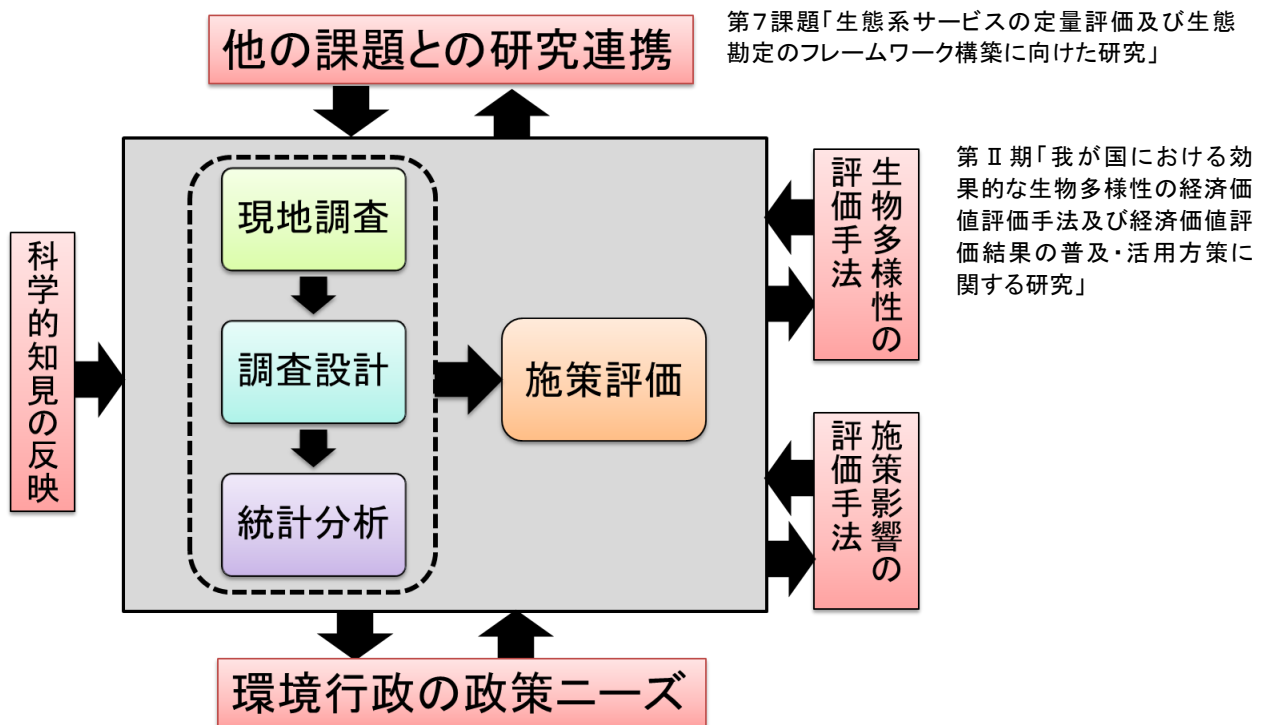 他の課題との研究連携
第7課題「生態系サービスの定量評価及び生態
勘定のフレームワーク構築に向けた研究」
科学的知見の反映
現地調査
調査設計
統計分析
施策評価
生物多様性の
評価手法
第Ⅱ期「我が国における効
果的な生物多様性の経済価
値評価手法及び経済価値評
価結果の普及・活用方策に
関する研究」
施策影響の
評価手法
環境行政の政策ニーズ